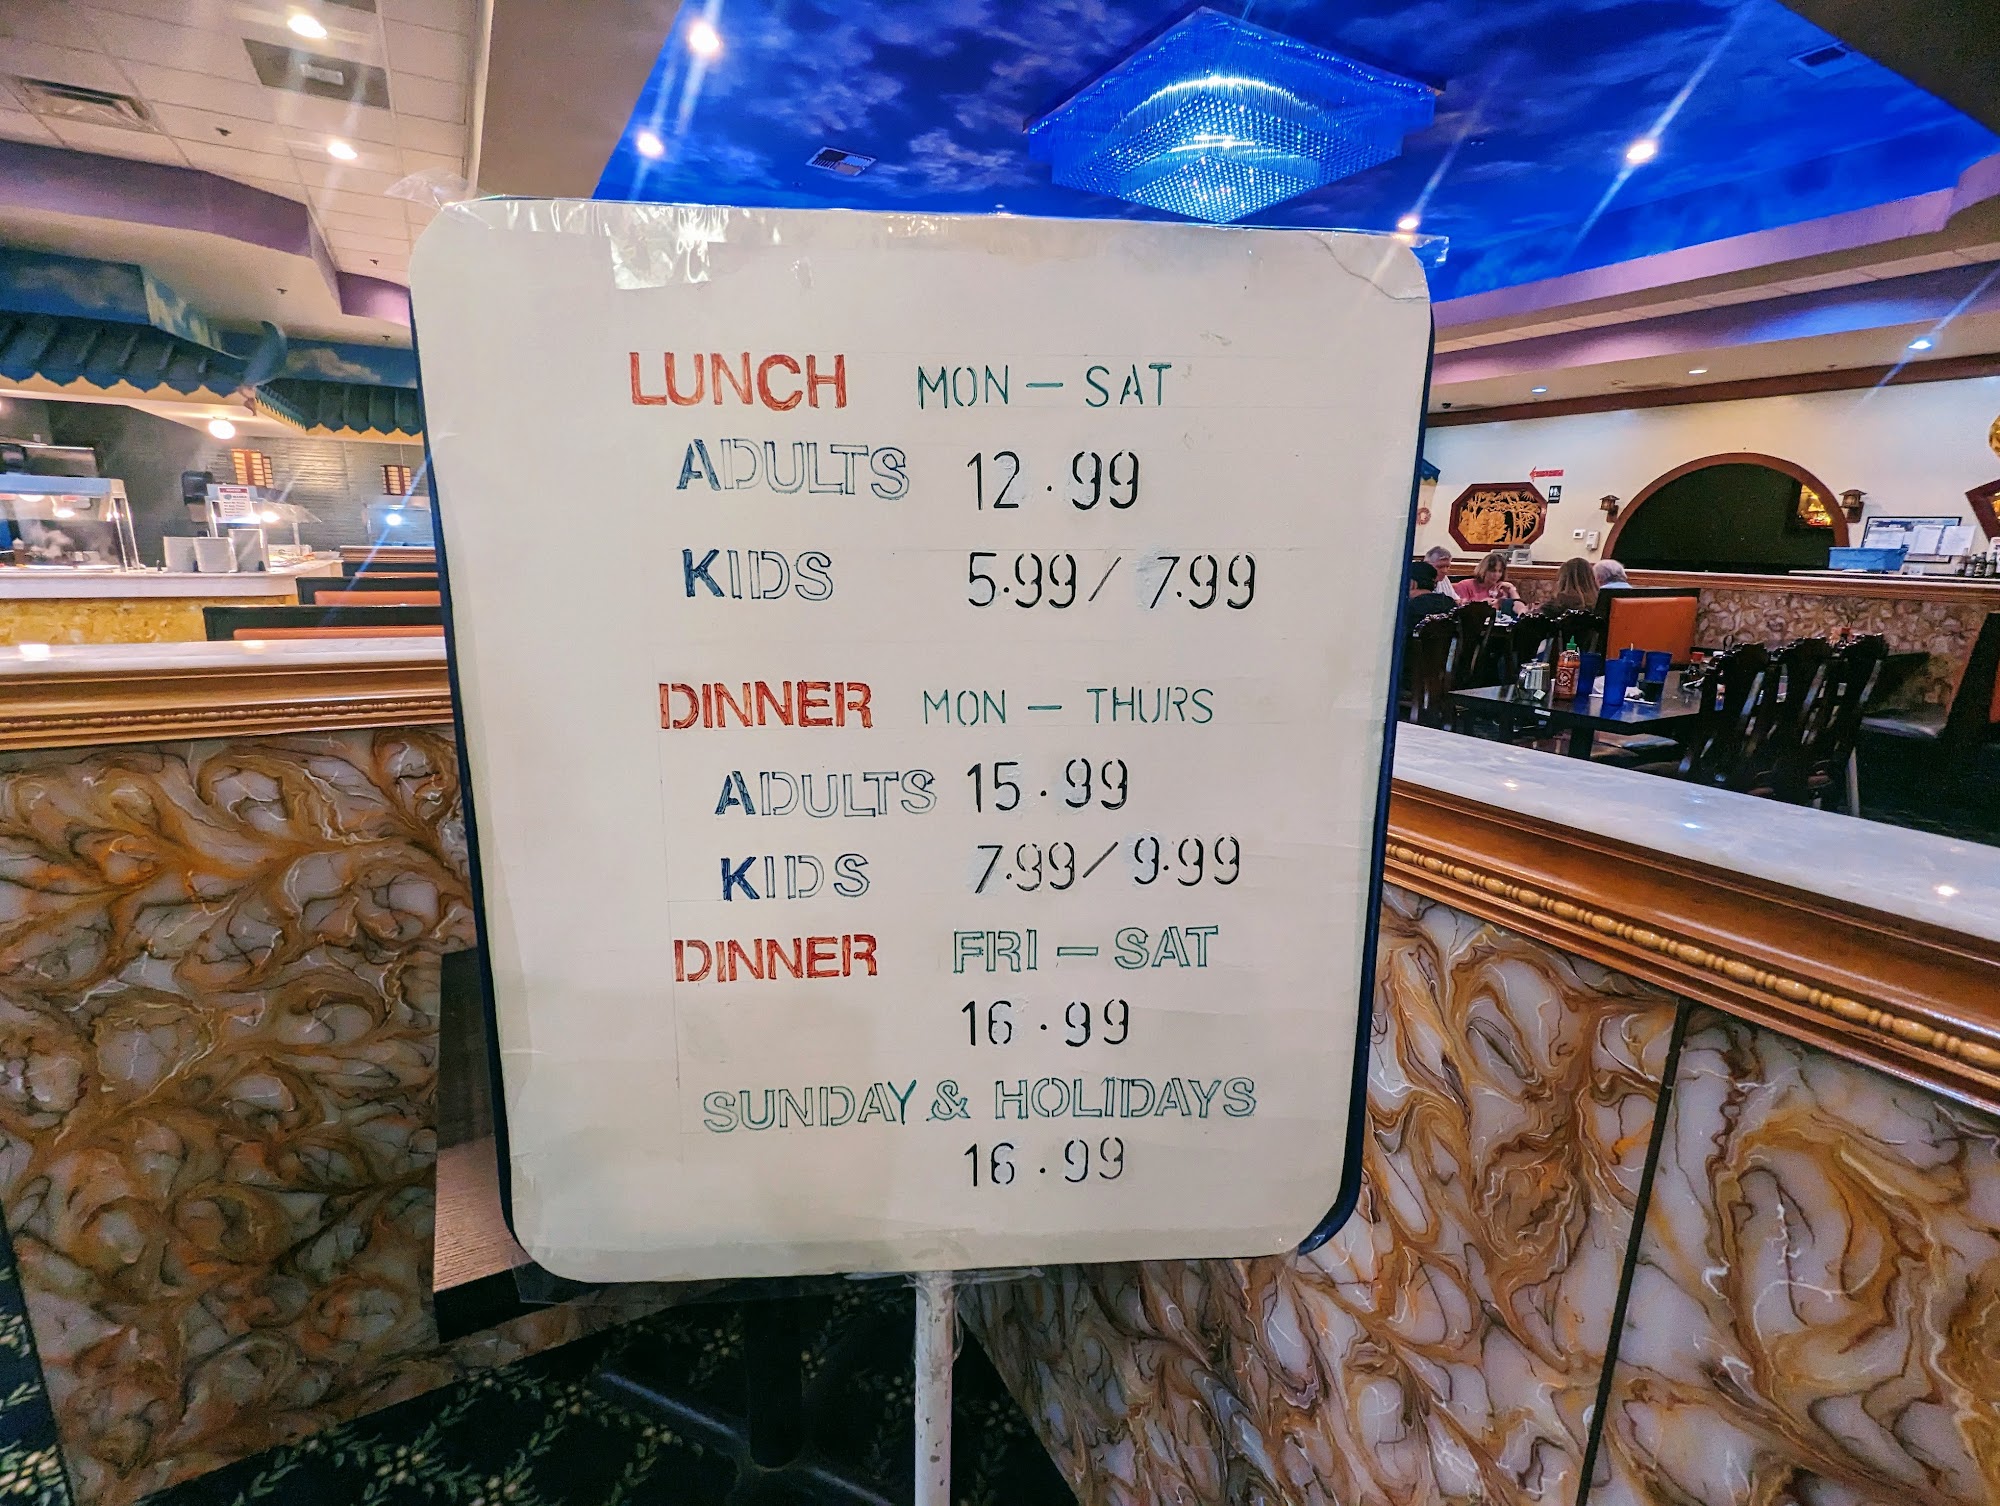 LUNCH MON - SAT
ADULTS 12.99
KIDS 5.99 / 7.99
DINNER MON - THURS
ADULTS 15.99
KIDS 7.99 / 9.99
DINNER FRI - SAT
16.99
SUNDAY & HOLIDAYS
16.99